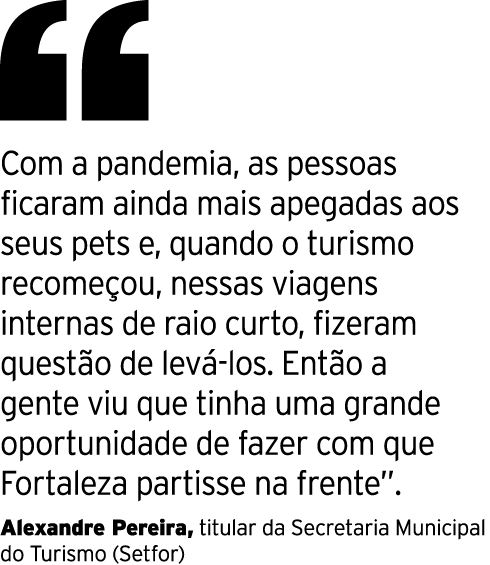 “
Com a pandemia, as pessoas
ficaram ainda mais apegadas aos
seus pets e, quando o turismo
recomeçou, nessas viagens
internas de raio curto, fizeram
questão de levá-los. Então a
gente viu que tinha uma grande
oportunidade de fazer com que
Fortaleza partisse na frente”.
Alexandre Pereira, titular da Secretaria Municipal
do Turismo (Setfor)